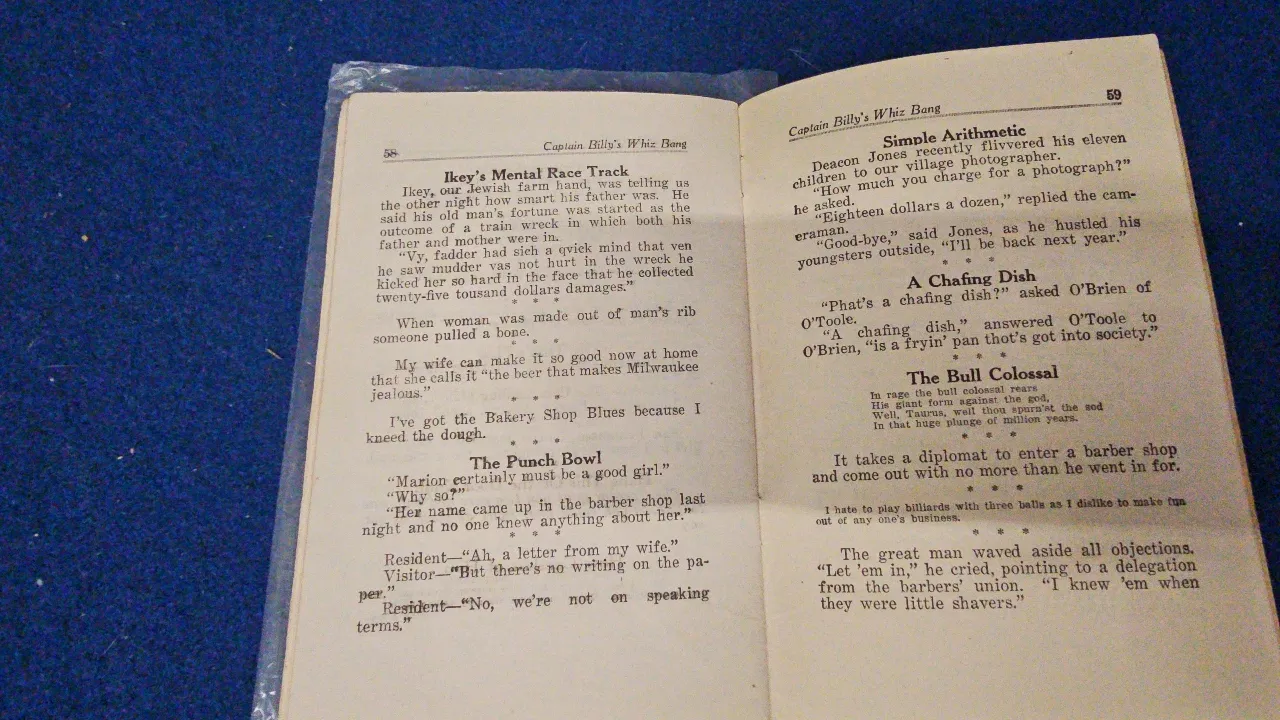 58
Captain Billy's Whiz Bang
Ikey's Mental Race Track
Ikey, our Jewish farm hand, was telling us
the other night how smart his father was. He
said his old man's fortune was started as the
outcome of a train wreck in which both his
father and mother were in.
"Vy, fadder had sich a qvick mind that ven
he saw mudder vas not hurt in the wreck he
kicked her so hard in the face that he collected
twenty-five tousand dollars damages."
* * *
When woman was made out of man's rib
someone pulled a bone.
* * *
My wife can make it so good now at home
that she calls it "the beer that makes Milwaukee
jealous."
* * *
I've got the Bakery Shop Blues because I
kneed the dough.
* * *
The Punch Bowl
"Marion certainly must be a good girl."
"Why so?"
"Her name came up in the barber shop last
night and no one knew anything about her."
* * *
Resident—"Ah, a letter from my wife."
Visitor—"But there's no writing on the pa-
per."
Resident—"No, we're not on speaking
terms."
Captain Billy's Whiz Bang
59
Simple Arithmetic
Deacon Jones recently flivvered his eleven
children to our village photographer.
"How much you charge for a photograph?"
he asked.
"Eighteen dollars a dozen," replied the cam-
eraman.
"Good-bye," said Jones, as he hustled his
youngsters outside, "I'll be back next year."
* * *
A Chafing Dish
"Phat's a chafing dish?" asked O'Brien of
O'Toole.
"A chafing dish," answered O'Toole to
O'Brien, "is a fryin' pan thot's got into society."
* * *
The Bull Colossal
In rage the bull colossal rears
His giant form against the god,
Well, Taurus, well thou spurn'st the sod
In that huge plunge of million years.
* * *
It takes a diplomat to enter a barber shop
and come out with no more than he went in for.
* * *
I hate to play billiards with three balls as I dislike to make fun
out of any one's business.
* * *
The great man waved aside all objections.
"Let 'em in," he cried, pointing to a delegation
from the barbers' union. "I knew 'em when
they were little shavers."